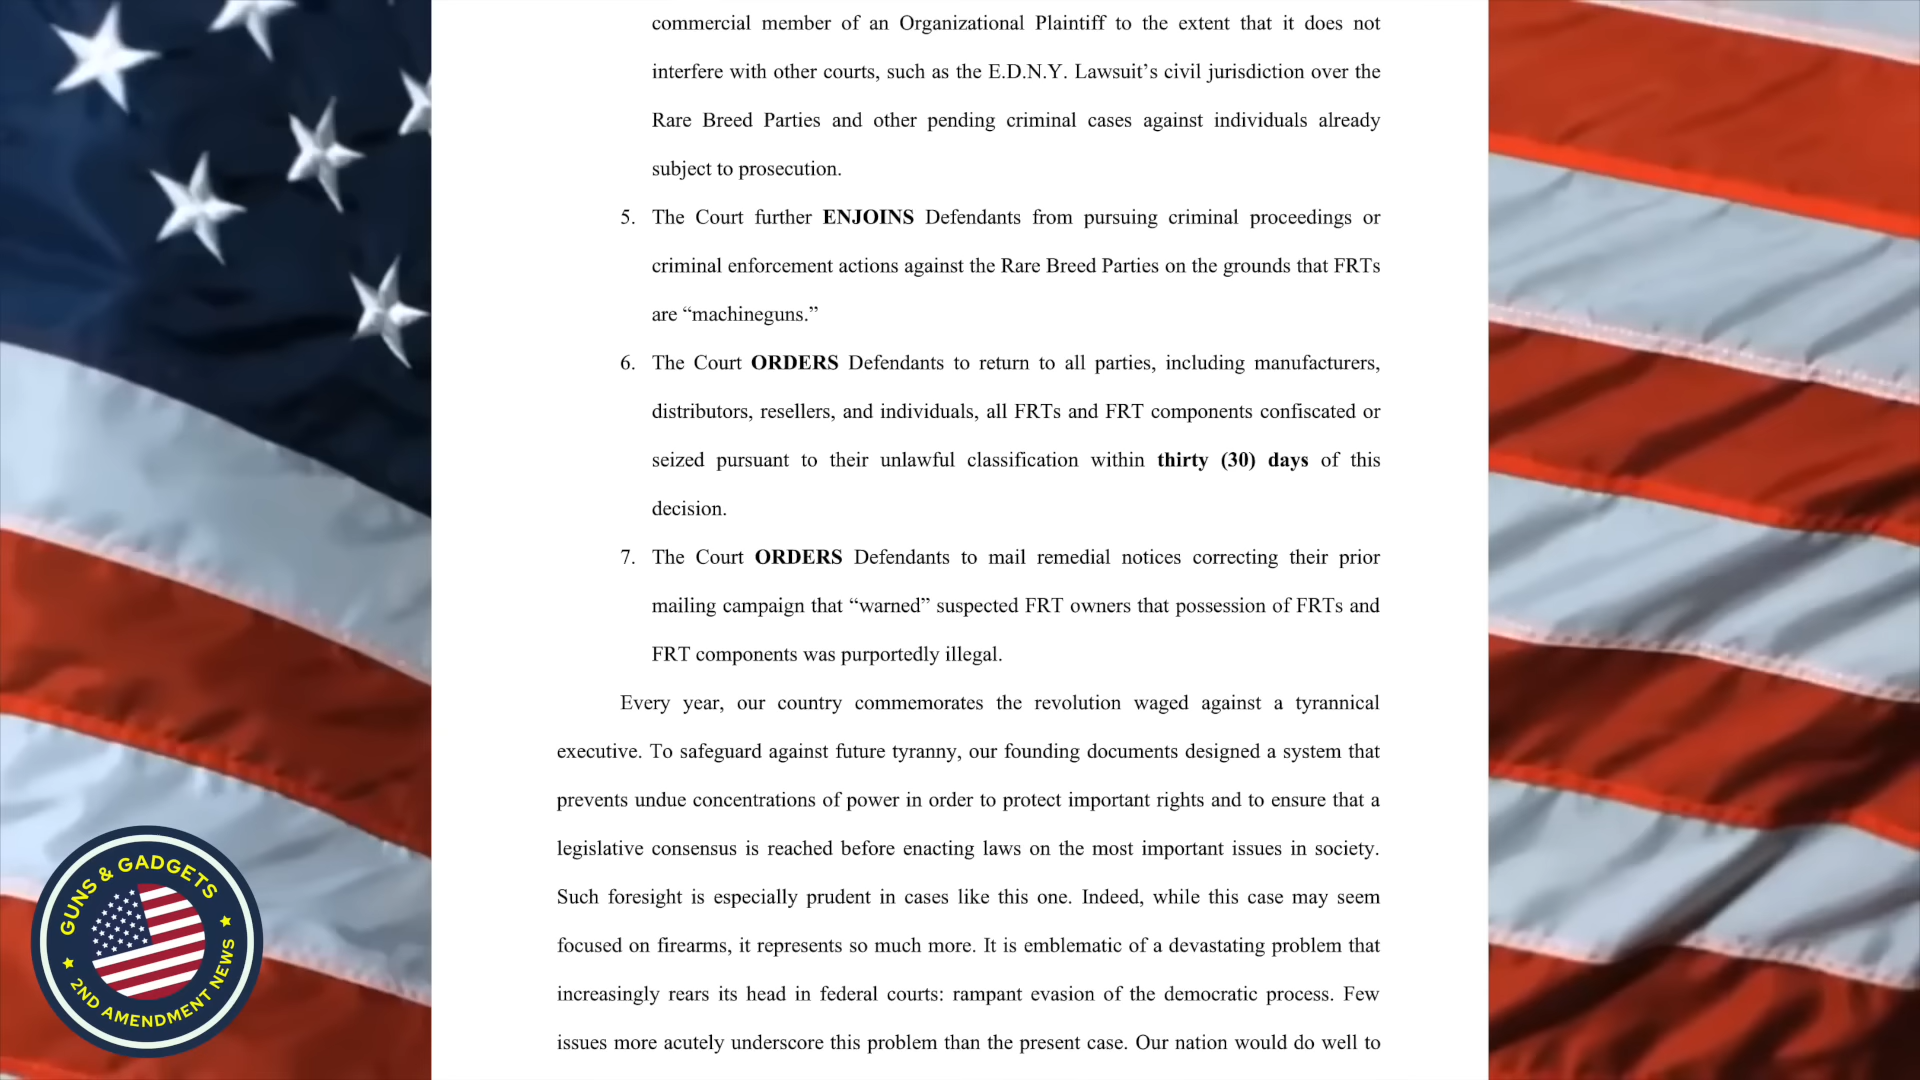 commercial member of an Organizational Plaintiff to the extent that it does not
interfere with other courts, such as the E.D.N.Y. Lawsuit’s civil jurisdiction over the
Rare Breed Parties and other pending criminal cases against individuals already
subject to prosecution.
5. The Court further ENJOINS Defendants from pursuing criminal proceedings or
criminal enforcement actions against the Rare Breed Parties on the grounds that FRTs
are “machineguns.”
6. The Court ORDERS Defendants to return to all parties, including manufacturers,
distributors, resellers, and individuals, all FRTs and FRT components confiscated or
seized pursuant to their unlawful classification within thirty (30) days of this
decision.
7. The Court ORDERS Defendants to mail remedial notices correcting their prior
mailing campaign that “warned” suspected FRT owners that possession of FRTs and
FRT components was purportedly illegal.
Every year, our country commemorates the revolution waged against a tyrannical
executive. To safeguard against future tyranny, our founding documents designed a system that
prevents undue concentrations of power in order to protect important rights and to ensure that a
legislative consensus is reached before enacting laws on the most important issues in society.
Such foresight is especially prudent in cases like this one. Indeed, while this case may seem
focused on firearms, it represents so much more. It is emblematic of a devastating problem that
increasingly rears its head in federal courts: rampant evasion of the democratic process. Few
issues more acutely underscore this problem than the present case. Our nation would do well to
GUNS & GADGETS
2ND AMENDMENT NEWS